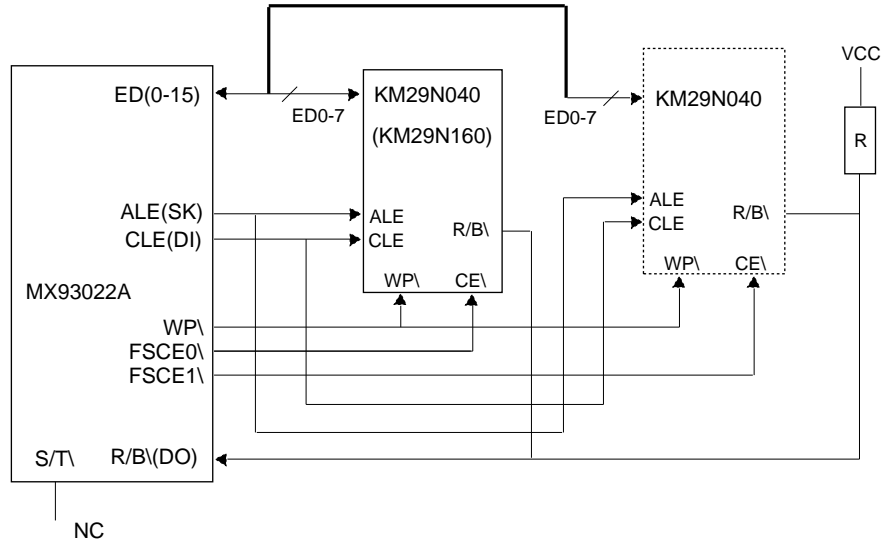 VCC
ED(0-15)
KM29N040
KM29N040
ED0-7
ED0-7
(KM29N160)
R
ALE(SK)
ALE
ALE
CLE(DI)
CLE
R/B\
CLE
R/B\
WP\
CE\
WP\
CE\
MX93022A
WP\
FSCE0\
FSCE1\
S/T\
R/B\(DO)
NC